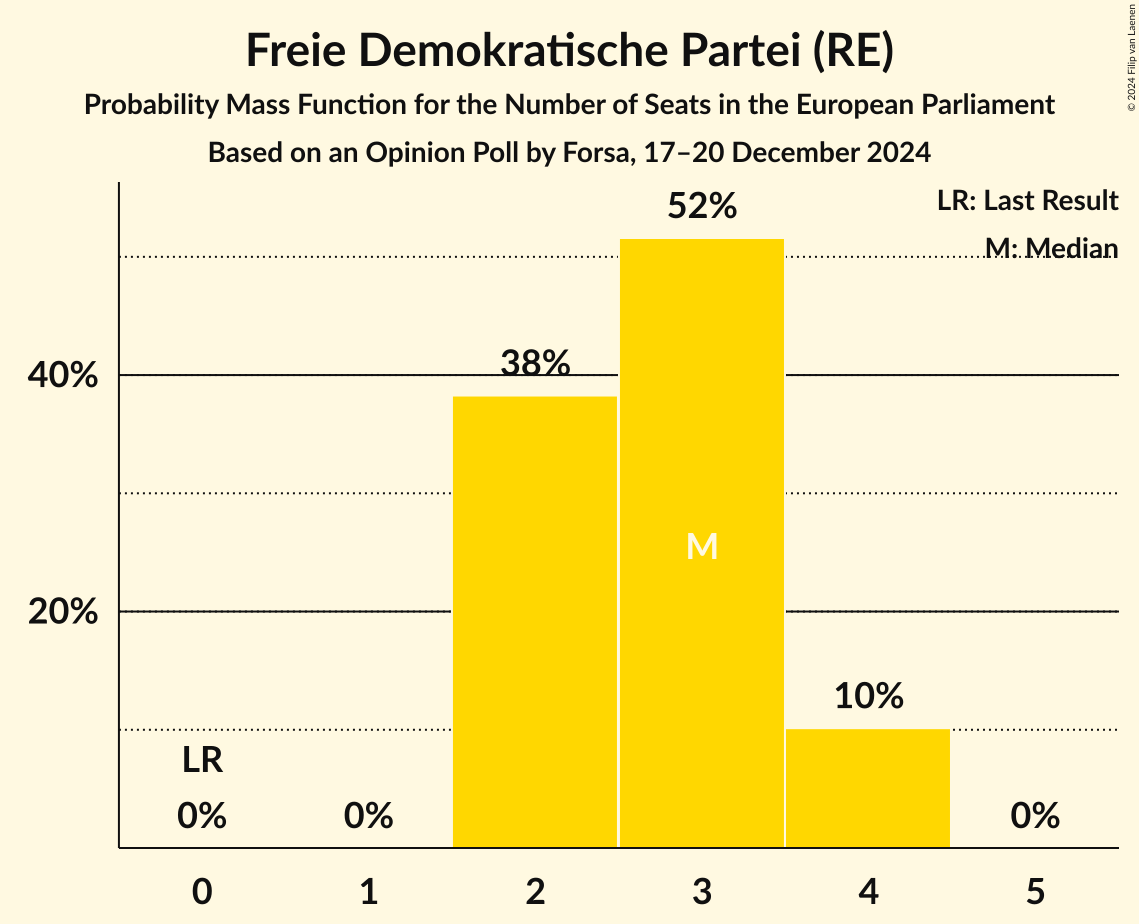 Freie Demokratische Partei (RE)
Probability Mass Function for the Number of Seats in the European Parliament
Based on an Opinion Poll by Forsa, 17–20 December 2024
© 2024 Filip van Laenen
LR: Last Result
M: Median
52%
38%
40%
M
20%
10%
LR
0%
0%
0%
0
1
2
3
4
5